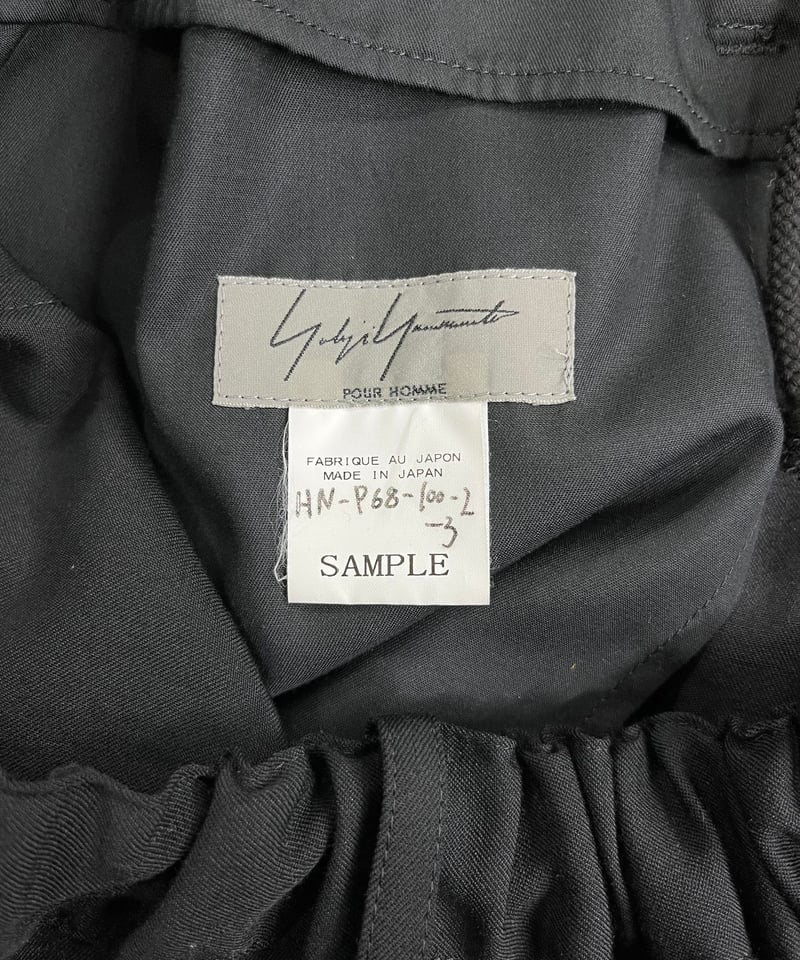 Yohji Yamamoto
POUR HOMME
FABRIQUE AU JAPON
MADE IN JAPAN
HN-P68-100-2
-3
SAMPLE